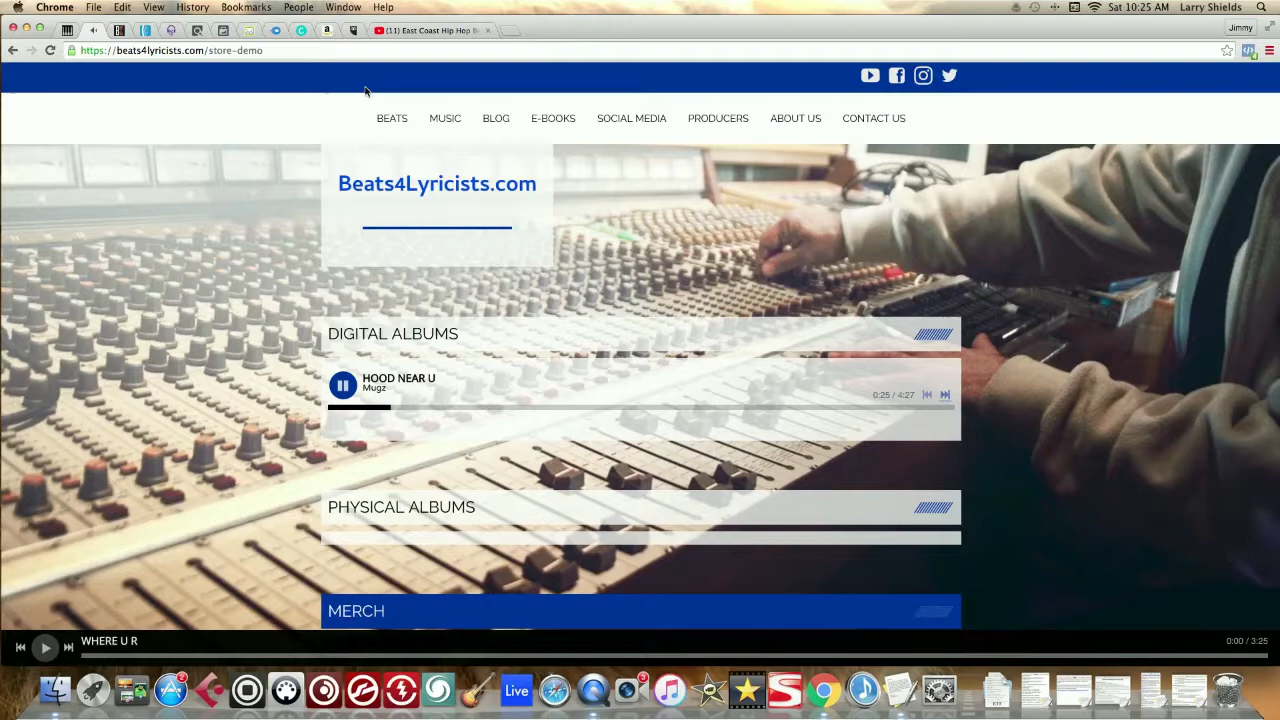 Chrome File Edit View History Bookmarks People Window Help
Sat 10:25 AM Larry Shields
(11) East Coast Hip Hop B
Jimmy
https://beats4lyricists.com/store-demo
BEATS MUSIC BLOG E-BOOKS SOCIAL MEDIA PRODUCERS ABOUT US CONTACT US
Beats4Lyricists.com
DIGITAL ALBUMS
HOOD NEAR U
Mugz
0:25 / 4:27
PHYSICAL ALBUMS
MERCH
WHERE U R
0:00 / 3:25
2
Live
3